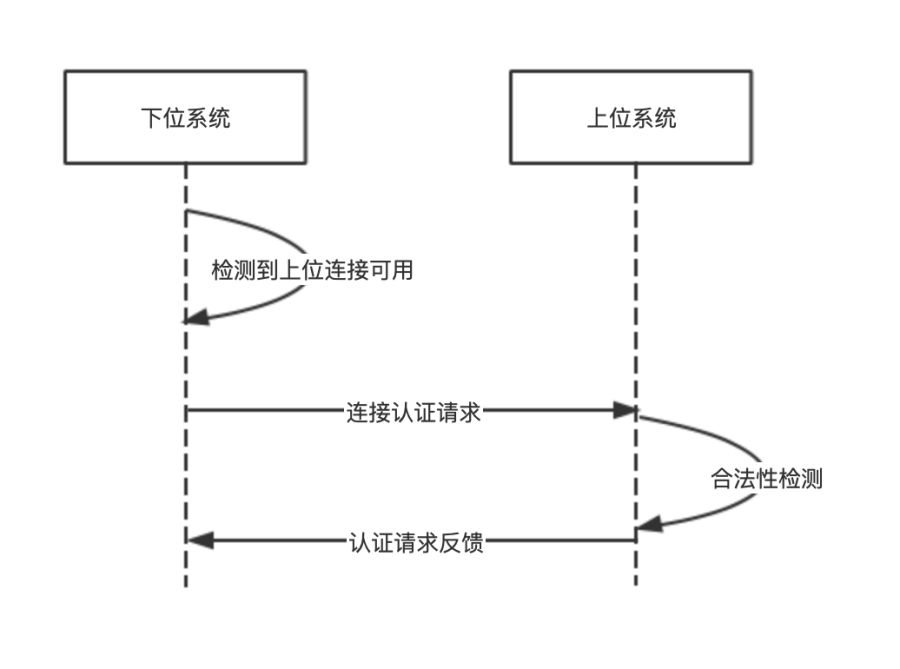 下位系统
上位系统
检测到上位连接可用
连接认证请求
合法性检测
认证请求反馈